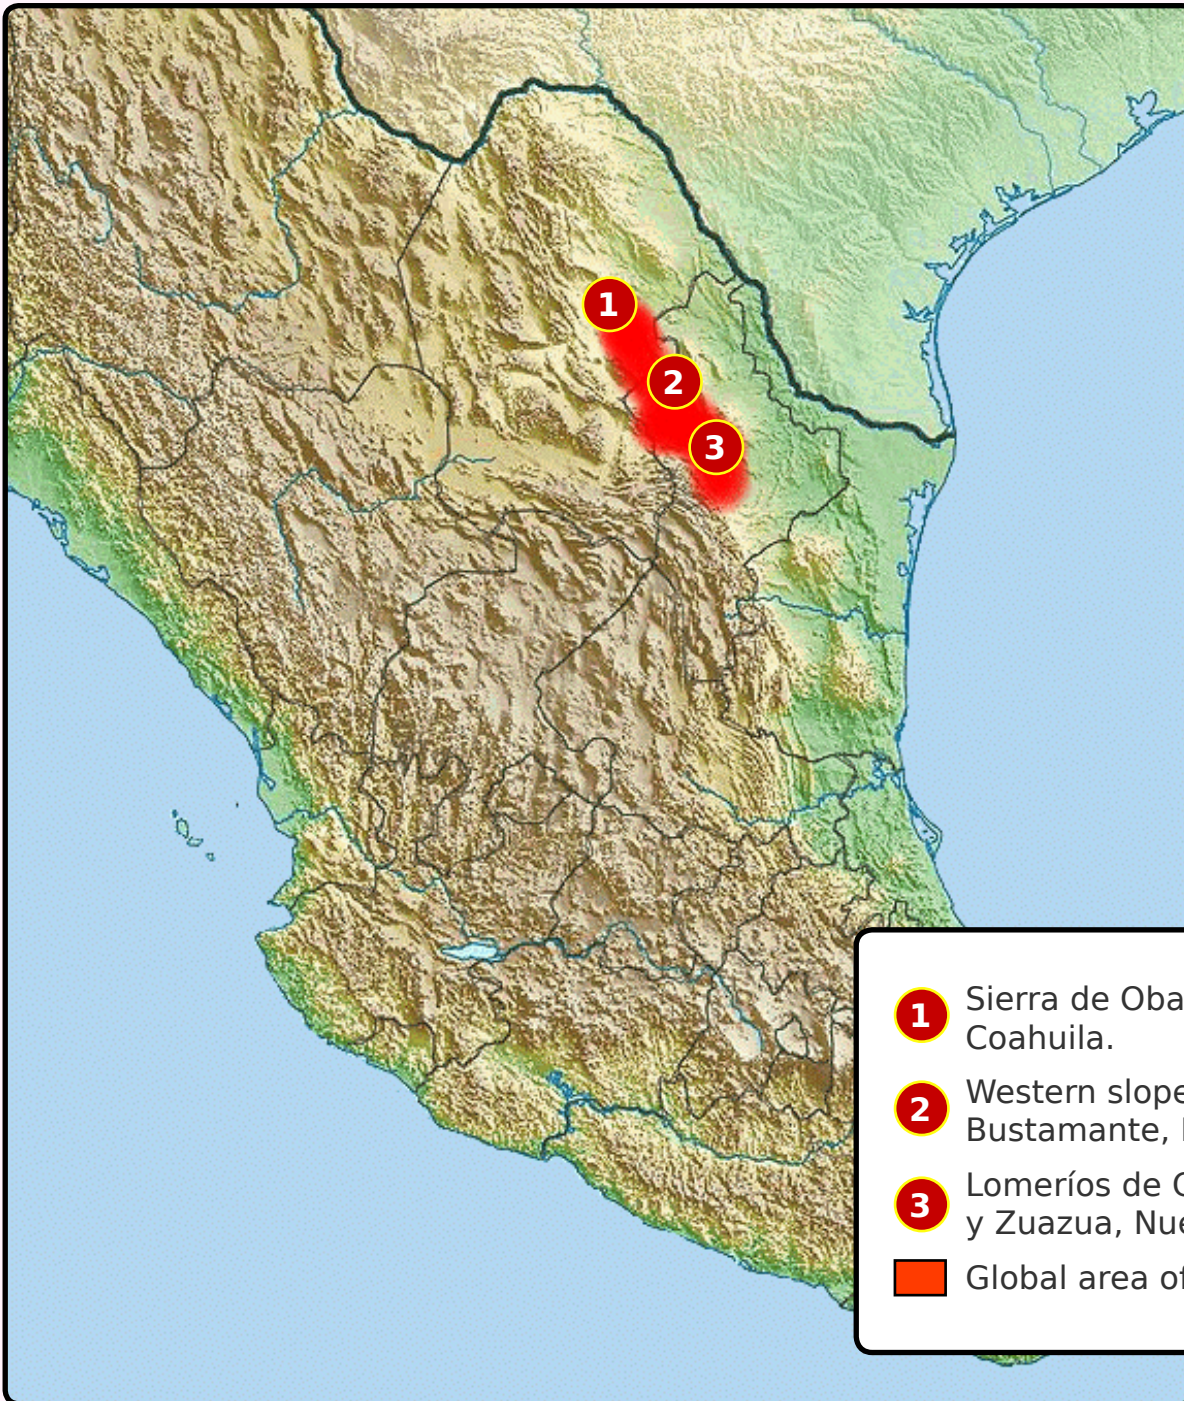 1
2
3
1 Sierra de Oba
Coahuila.
2 Western slope
Bustamante,
3 Lomeríos de
y Zuazua, Nue
Global area of